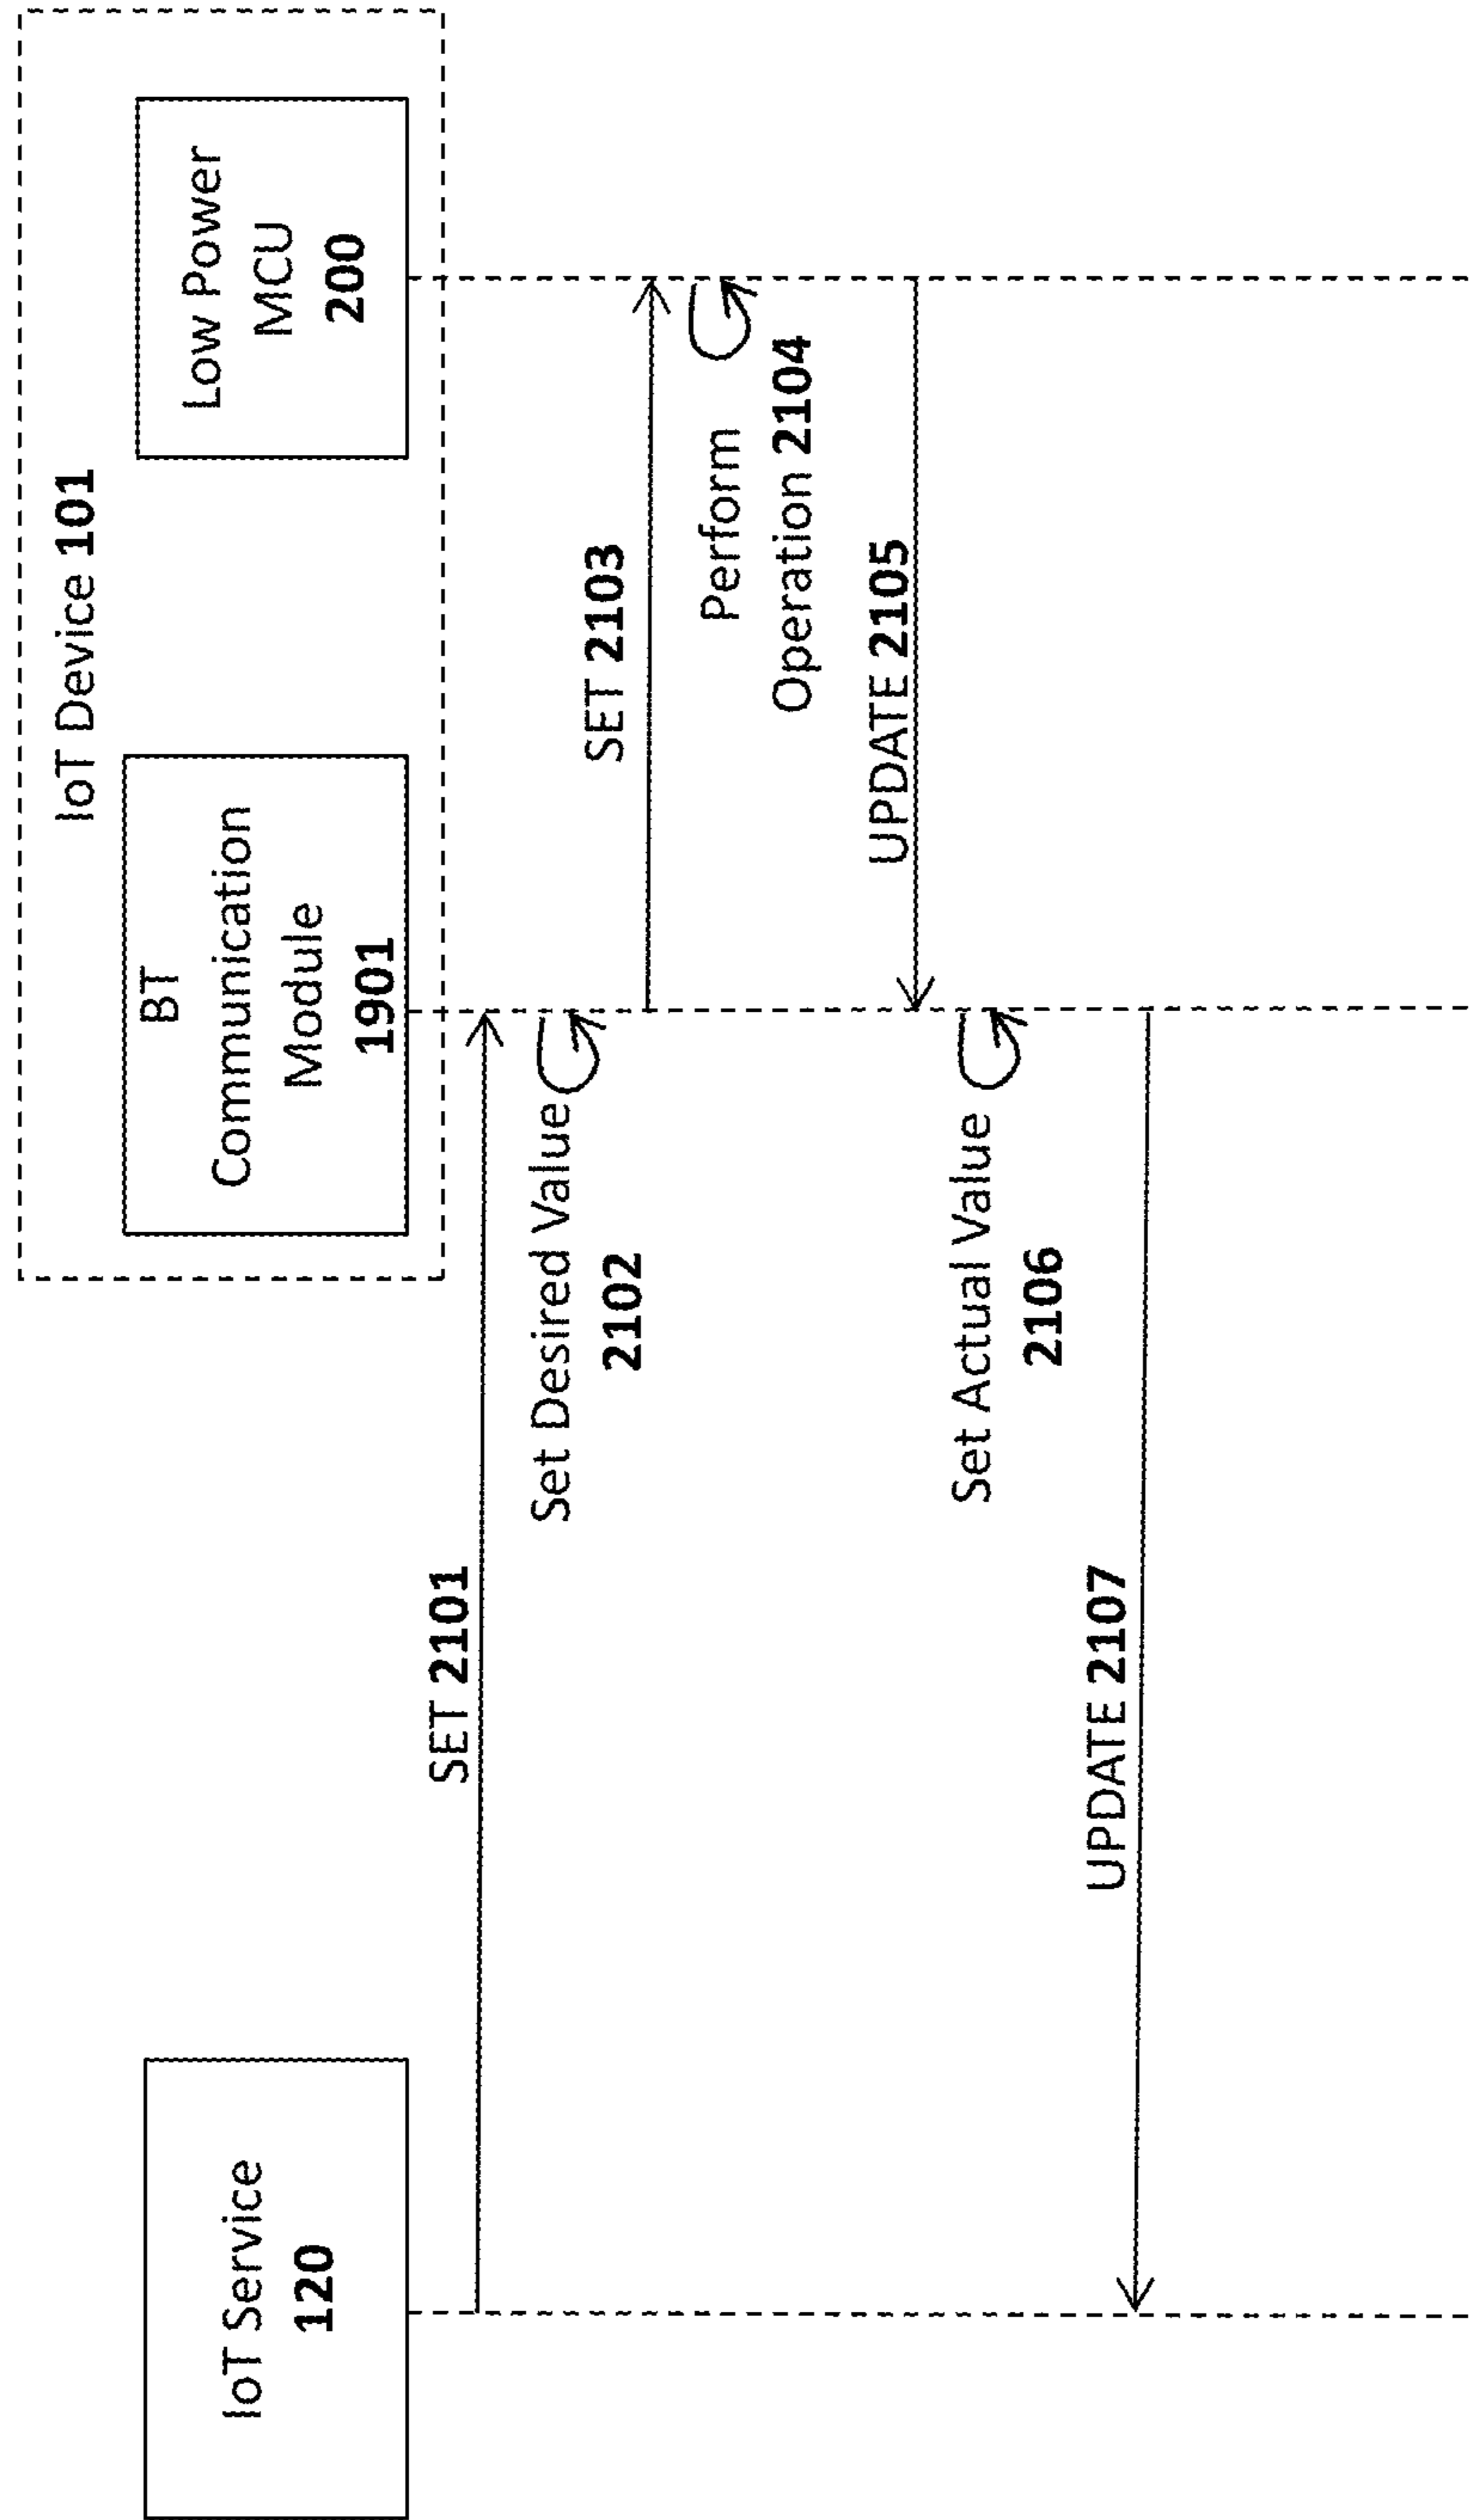 IoT Device 101
IoT Service
120
BT
Communication
Module
1901
Low Power
MCU
200
SET 2101
Set Desired Value
2102
SET 2103
Perform
Operation 2104
UPDATE 2105
Set Actual Value
2106
UPDATE 2107